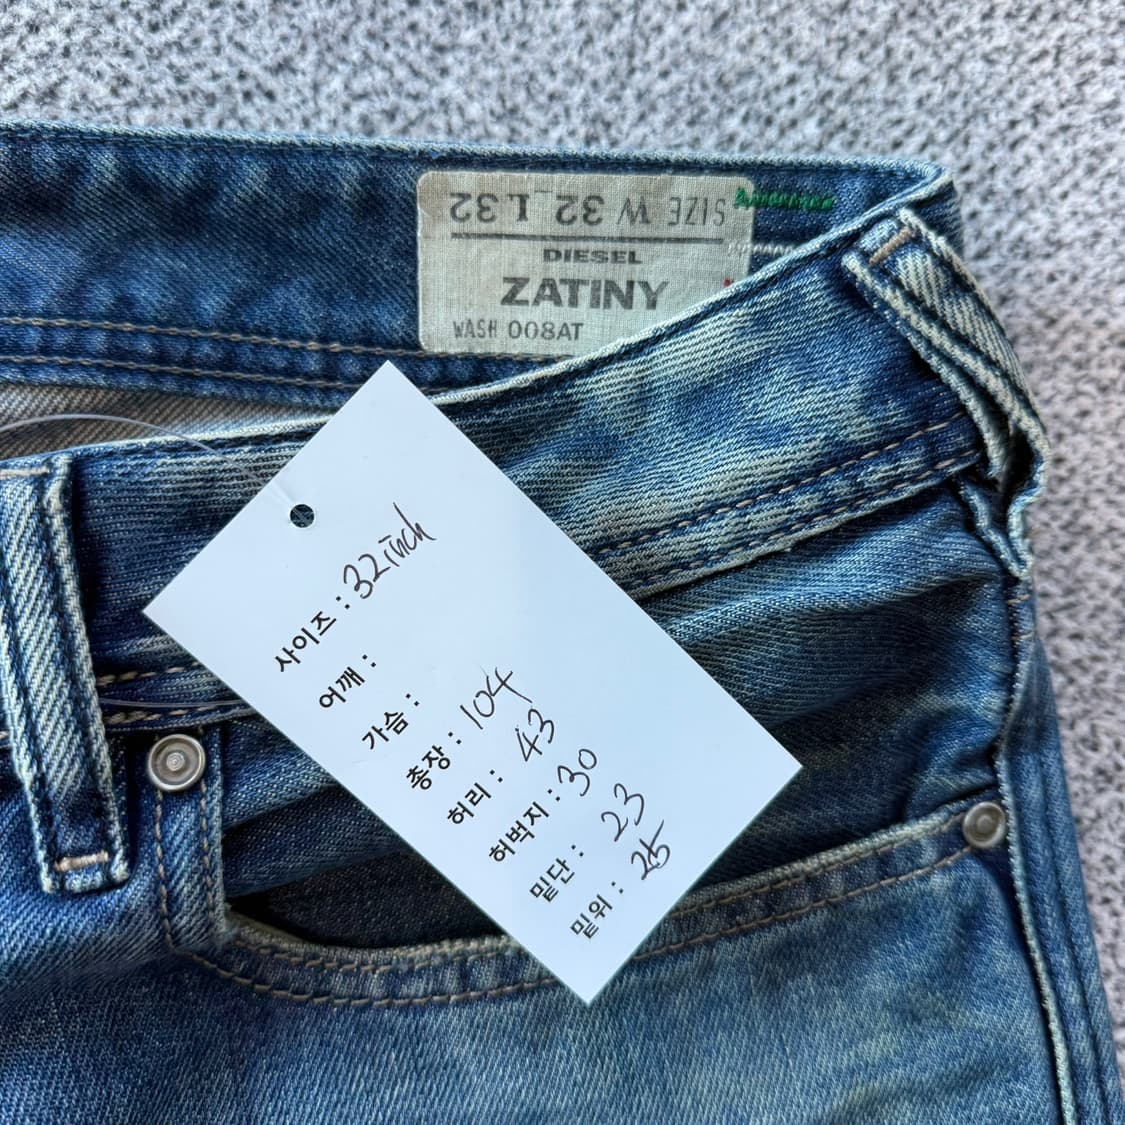 SIZE W 32 L 32
DIESEL
ZATINY
WASH 008AT
사이즈 : 32inch
어깨 :
가슴 :
총장 : 104
허리 : 43
허벅지 : 30
밑단 : 23
밑위 : 25